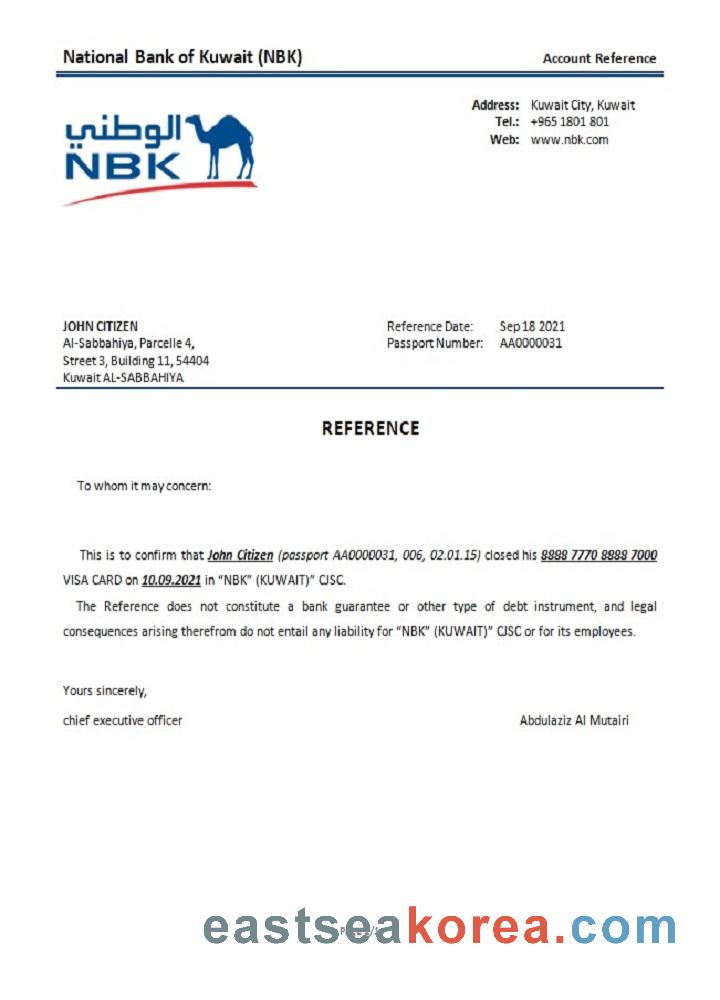 National Bank of Kuwait (NBK) Account Reference
Address: Kuwait City, Kuwait
Tel.: +965 1801 801
Web: www.nbk.com
الوطني
NBK
JOHN CITIZEN
Al-Sabbahiya, Parcelle 4,
Street 3, Building 11, 54404
Kuwait AL-SABBAHIYA
Reference Date: Sep 18 2021
Passport Number: AA0000031
REFERENCE
To whom it may concern:
This is to confirm that John Citizen (passport AA0000031, 006, 02.01.15) closed his 8888 7770 8888 7000
VISA CARD on 10.09.2021 in “NBK” (KUWAIT)” CJSC.
The Reference does not constitute a bank guarantee or other type of debt instrument, and legal
consequences arising therefrom do not entail any liability for “NBK” (KUWAIT)” CJSC or for its employees.
Yours sincerely,
chief executive officer Abdulaziz Al Mutairi
eastseakorea.com